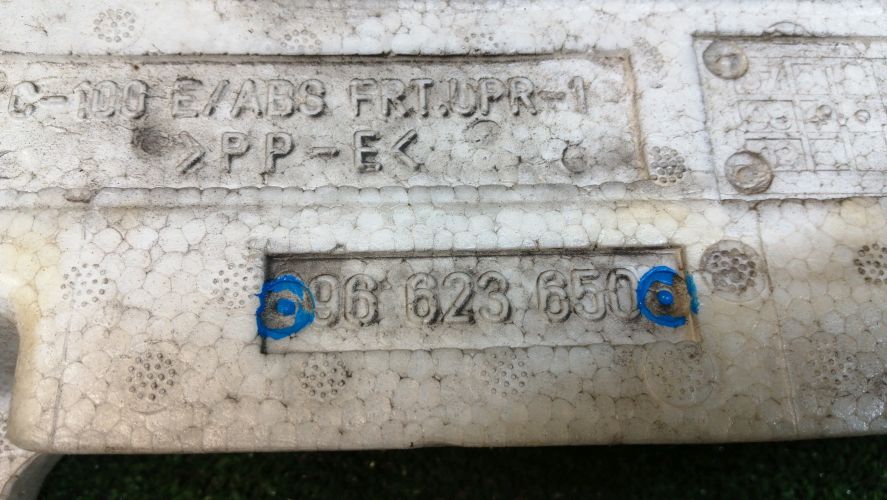 C-100 E/ABS FRT.UPR-1
>PP-E<
96 623 650